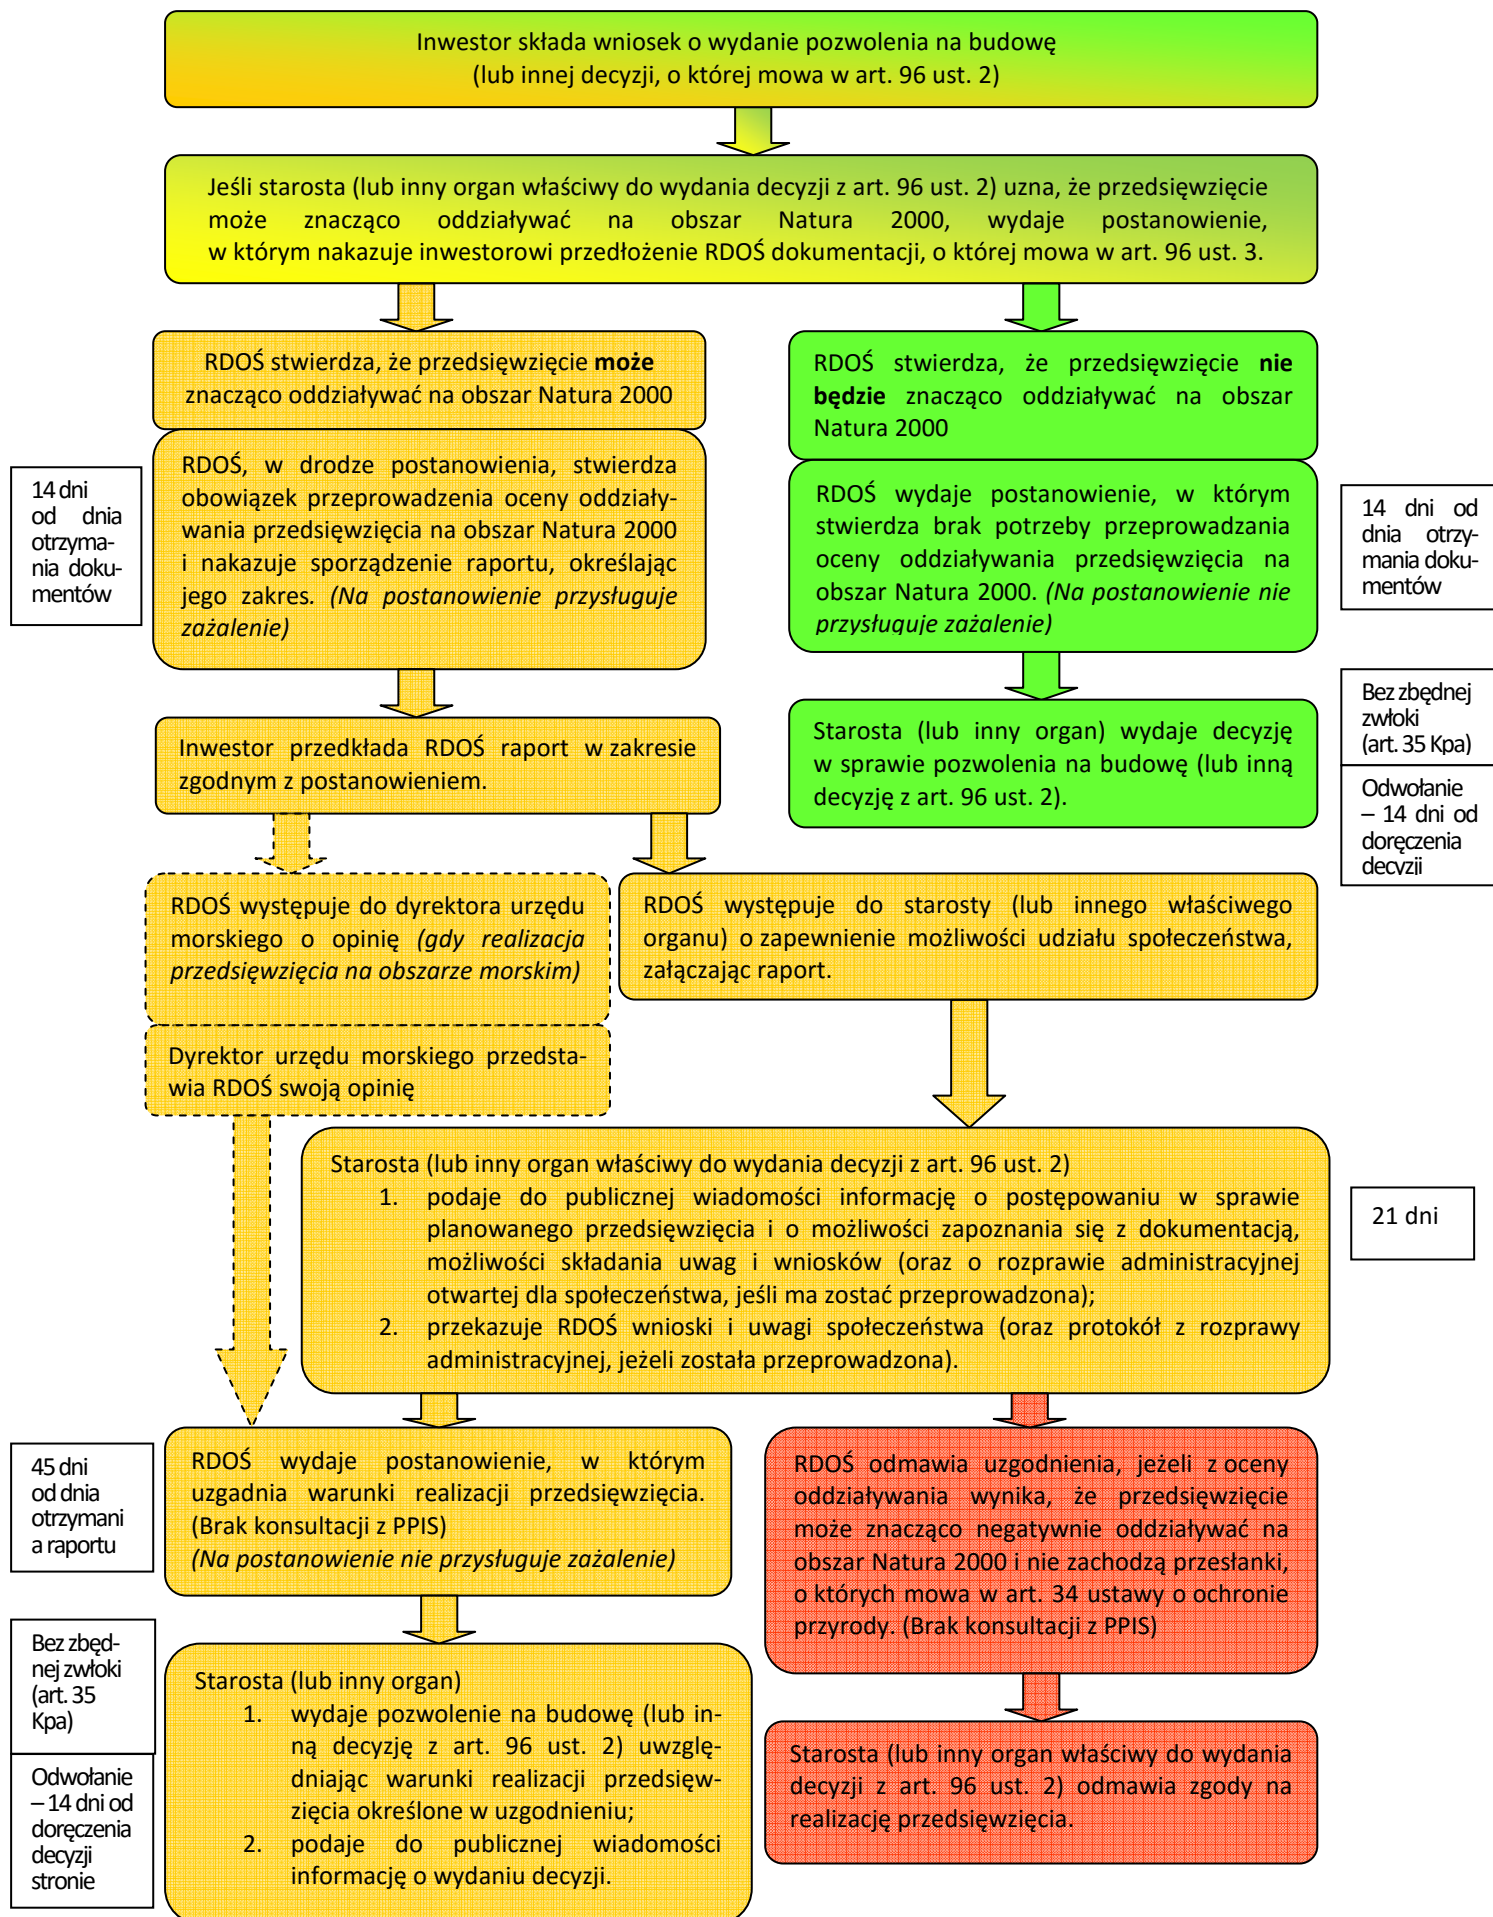 Inwestor składa wniosek o wydanie pozwolenia na budowę
(lub innej decyzji, o której mowa w art. 96 ust. 2)
Jeśli starosta (lub inny organ właściwy do wydania decyzji z art. 96 ust. 2) uzna, że przedsięwzięcie
może znacząco oddziaływać na obszar Natura 2000, wydaje postanowienie,
w którym nakazuje inwestorowi przedłożenie RDOŚ dokumentacji, o której mowa w art. 96 ust. 3.
RDOŚ stwierdza, że przedsięwzięcie może
znacząco oddziaływać na obszar Natura 2000
RDOŚ stwierdza, że przedsięwzięcie nie
będzie znacząco oddziaływać na obszar
Natura 2000
14 dni
od dnia
otrzyma-
nia doku-
mentów
RDOŚ, w drodze postanowienia, stwierdza
obowiązek przeprowadzenia oceny oddziały-
wania przedsięwzięcia na obszar Natura 2000
i nakazuje sporządzenie raportu, określając
jego zakres. (Na postanowienie przysługuje
zażalenie)
RDOŚ wydaje postanowienie, w którym
stwierdza brak potrzeby przeprowadzania
oceny oddziaływania przedsięwzięcia na
obszar Natura 2000. (Na postanowienie nie
przysługuje zażalenie)
14 dni od
dnia otrzy-
mania doku-
mentów
Inwestor przedkłada RDOŚ raport w zakresie
zgodnym z postanowieniem.
Starosta (lub inny organ) wydaje decyzję
w sprawie pozwolenia na budowę (lub inną
decyzję z art. 96 ust. 2).
Bez zbędnej
zwłoki
(art. 35 Kpa)
Odwołanie
– 14 dni od
doręczenia
decyzji
RDOŚ występuje do dyrektora urzędu
morskiego o opinię (gdy realizacja
przedsięwzięcia na obszarze morskim)
RDOŚ występuje do starosty (lub innego właściwego
organu) o zapewnienie możliwości udziału społeczeństwa,
załączając raport.
Dyrektor urzędu morskiego przedsta-
wia RDOŚ swoją opinię
Starosta (lub inny organ właściwy do wydania decyzji z art. 96 ust. 2)
1. podaje do publicznej wiadomości informację o postępowaniu w sprawie
planowanego przedsięwzięcia i o możliwości zapoznania się z dokumentacją,
możliwości składania uwag i wniosków (oraz o rozprawie administracyjnej
otwartej dla społeczeństwa, jeśli ma zostać przeprowadzona);
2. przekazuje RDOŚ wnioski i uwagi społeczeństwa (oraz protokół z rozprawy
administracyjnej, jeżeli została przeprowadzona).
21 dni
45 dni
od dnia
otrzymani
a raportu
RDOŚ wydaje postanowienie, w którym
uzgadnia warunki realizacji przedsięwzięcia.
(Brak konsultacji z PPIS)
(Na postanowienie nie przysługuje zażalenie)
RDOŚ odmawia uzgodnienia, jeżeli z oceny
oddziaływania wynika, że przedsięwzięcie
może znacząco negatywnie oddziaływać na
obszar Natura 2000 i nie zachodzą przesłanki,
o których mowa w art. 34 ustawy o ochronie
przyrody. (Brak konsultacji z PPIS)
Bez zbęd-
nej zwłoki
(art. 35
Kpa)
Odwołanie
– 14 dni od
doręczenia
decyzji
stronie
Starosta (lub inny organ)
1. wydaje pozwolenie na budowę (lub in-
ną decyzję z art. 96 ust. 2) uwzglę-
dniając warunki realizacji przedsięw-
zięcia określone w uzgodnieniu;
2. podaje do publicznej wiadomości
informację o wydaniu decyzji.
Starosta (lub inny organ właściwy do wydania
decyzji z art. 96 ust. 2) odmawia zgody na
realizację przedsięwzięcia.